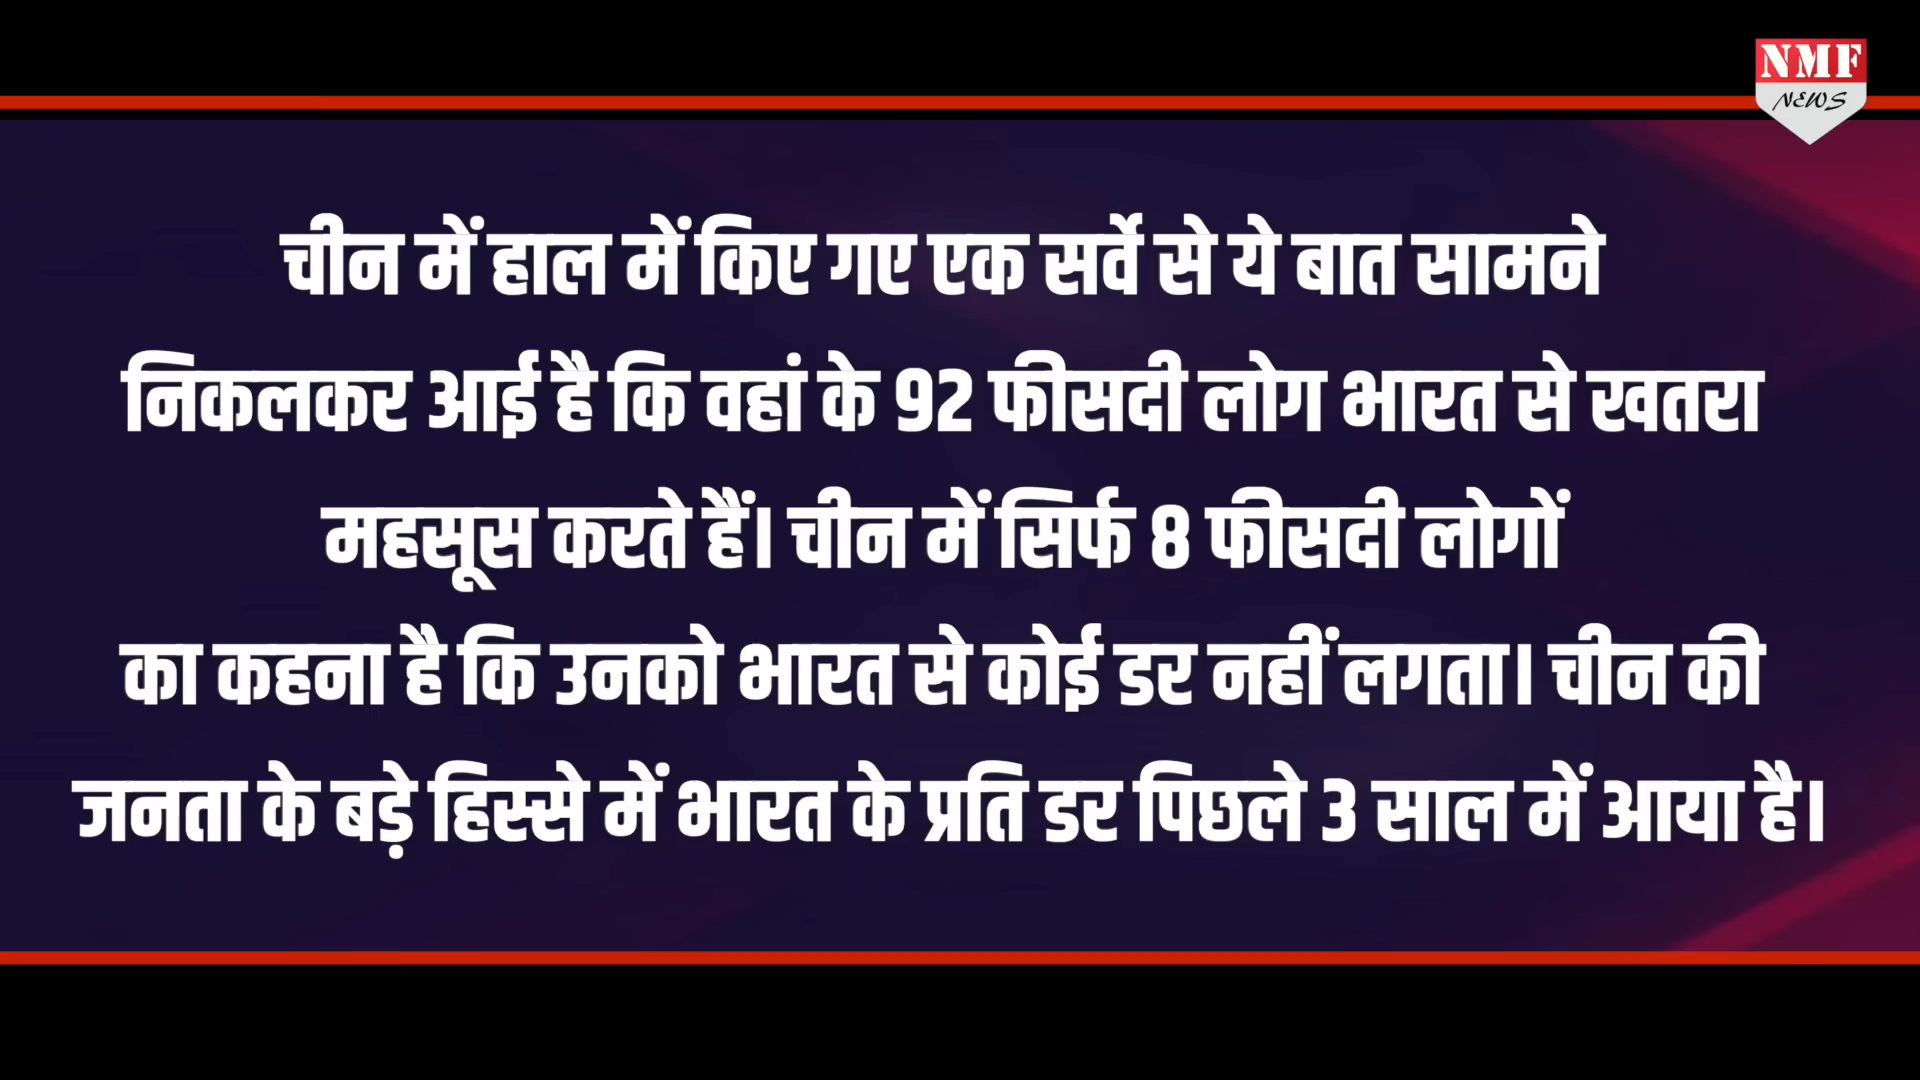 NMF
NEWS
चीन में हाल में किए गए एक सर्वे से ये बात सामने
निकलकर आई है कि वहां के 92 फीसदी लोग भारत से खतरा
महसूस करते हैं। चीन में सिर्फ 8 फीसदी लोगों
का कहना है कि उनको भारत से कोई डर नहीं लगता। चीन की
जनता के बड़े हिस्से में भारत के प्रति डर पिछले 3 साल में आया है।